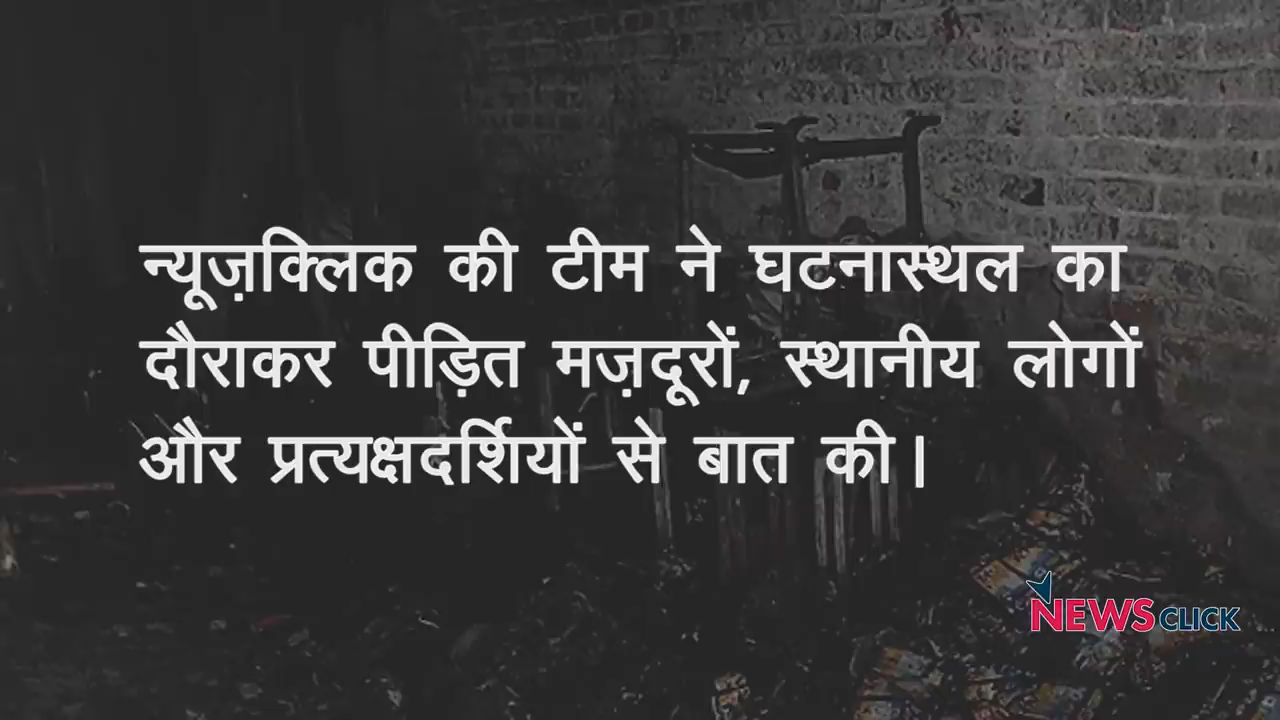 न्यूज़क्लिक की टीम ने घटनास्थल का
दौराकर पीड़ित मज़दूरों, स्थानीय लोगों
और प्रत्यक्षदर्शियों से बात की।
NEWSCLICK